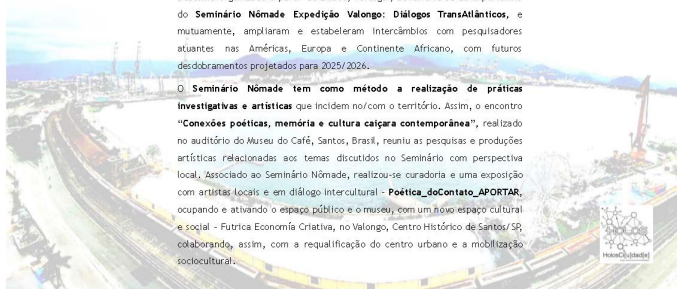 do Seminário Nômade Expedição Valongo: Diálogos TransAtlânticos, e
mutuamente, ampliaram e estabeleram intercâmbios com pesquisadores
atuantes nas Américas, Europa e Continente Africano, com futuros
desdobramentos projetados para 2025/2026.
O Seminário Nômade tem como método a realização de práticas
investigativas e artísticas que incidem no/com o território. Assim, o encontro
“Conexões poéticas, memória e cultura caiçara contemporânea”, realizado
no auditório do Museu do Café, Santos, Brasil, reuniu as pesquisas e produções
artísticas relacionadas aos temas discutidos no Seminário com perspectiva
local. Associado ao Seminário Nômade, realizou-se curadoria e uma exposição
com artistas locais e em diálogo intercultural - Poética_doContato_APORTAR,
ocupando e ativando o espaço público e o museu, com um novo espaço cultural
e social - Futrica Economía Criativa, no Valongo, Centro Histórico de Santos/SP,
colaborando, assim, com a requalificação do centro urbano e a mobilização
sociocultural.
HOLOS
HolosCi(u)dad(e)